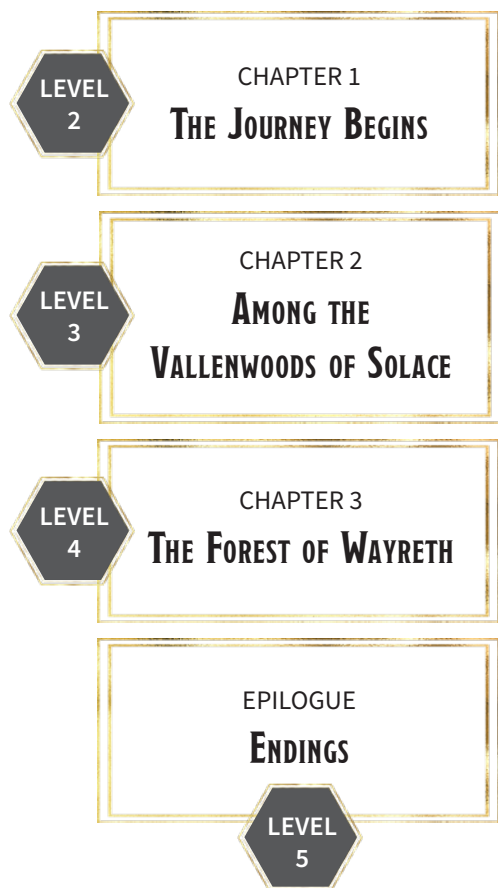 LEVEL
2
CHAPTER 1
The Journey Begins
LEVEL
3
CHAPTER 2
Among the
Vallenwoods of Solace
LEVEL
4
CHAPTER 3
The Forest of Wayreth
EPILOGUE
Endings
LEVEL
5